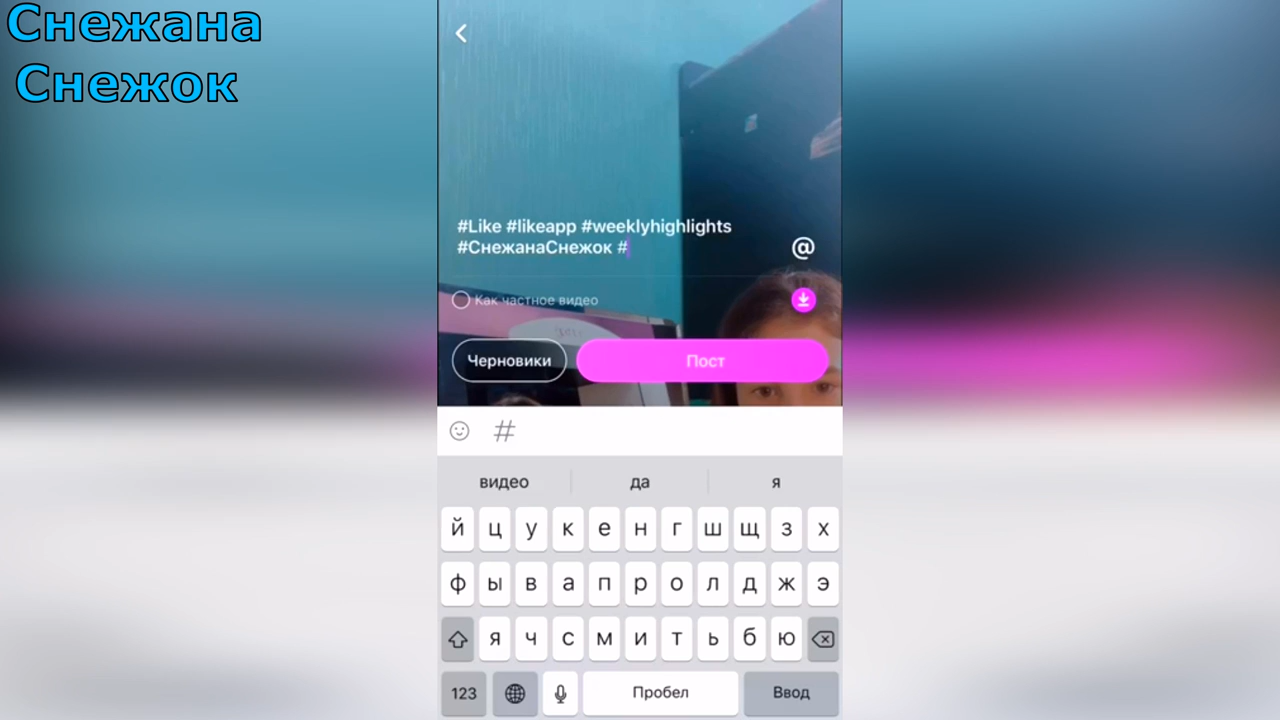 Снежана
Снежок
#Like #likeapp #weeklyhighlights
#СнежанаСнежок #
@
Как частное видео
Черновики
Пост
#
видео да я
й ц у к е н г ш щ з х
ф ы в а п р о л д ж э
я ч с м и т ь б ю
123 Пробел Ввод